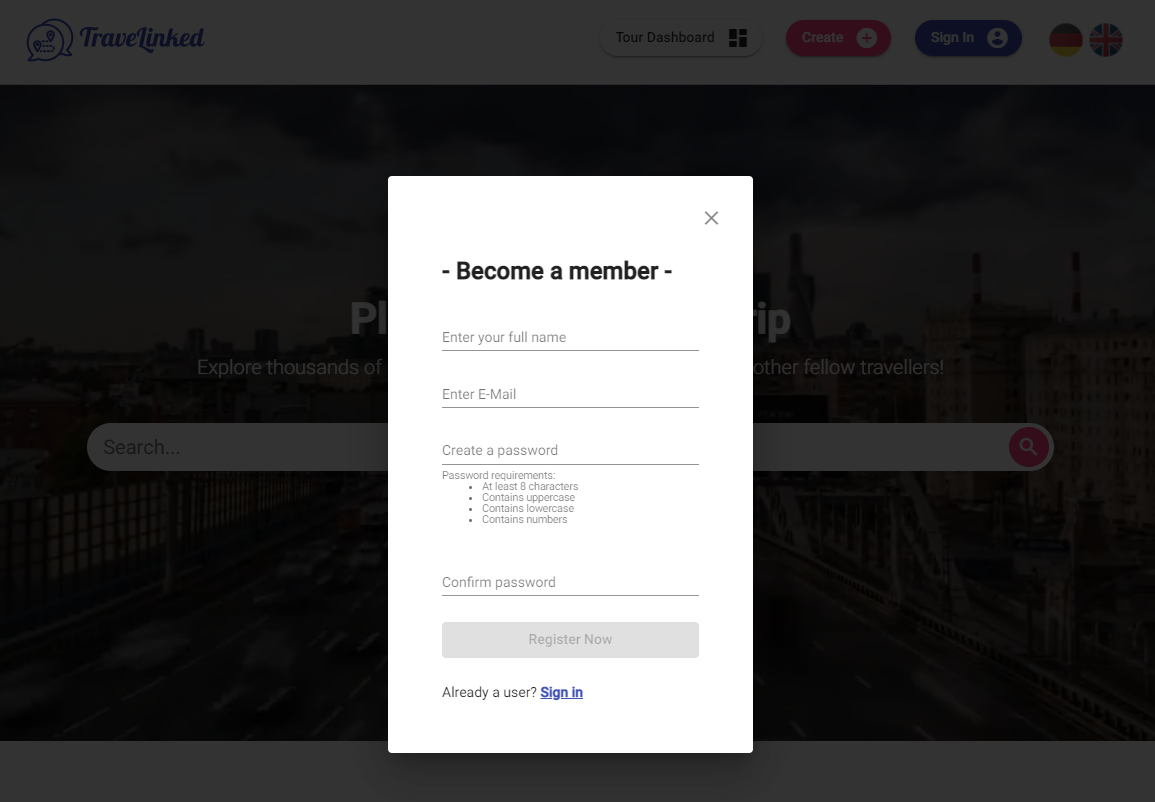 TraveLinked
Tour Dashboard
Create
Sign In
- Become a member -
Pl
rip
Enter your full name
Explore thousands of
other fellow travellers!
Enter E-Mail
Search...
Create a password
Password requirements:
• At least 8 characters
• Contains uppercase
• Contains lowercase
• Contains numbers
Confirm password
Register Now
Already a user? Sign in